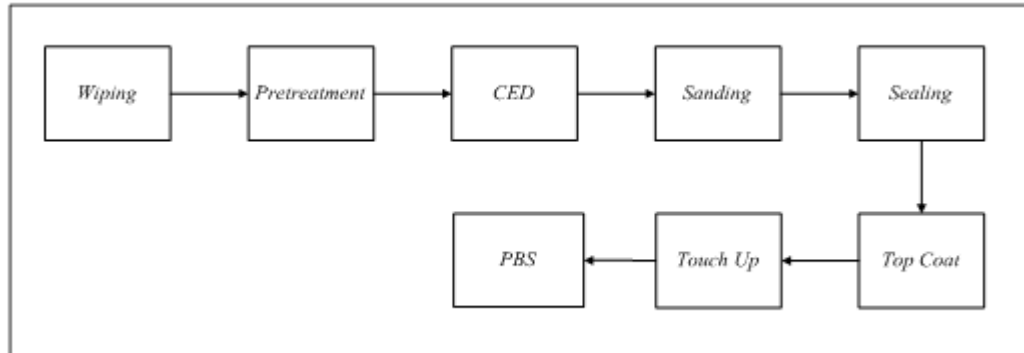 Wiping
Pretreatment
CED
Sanding
Sealing
Top Coat
Touch Up
PBS